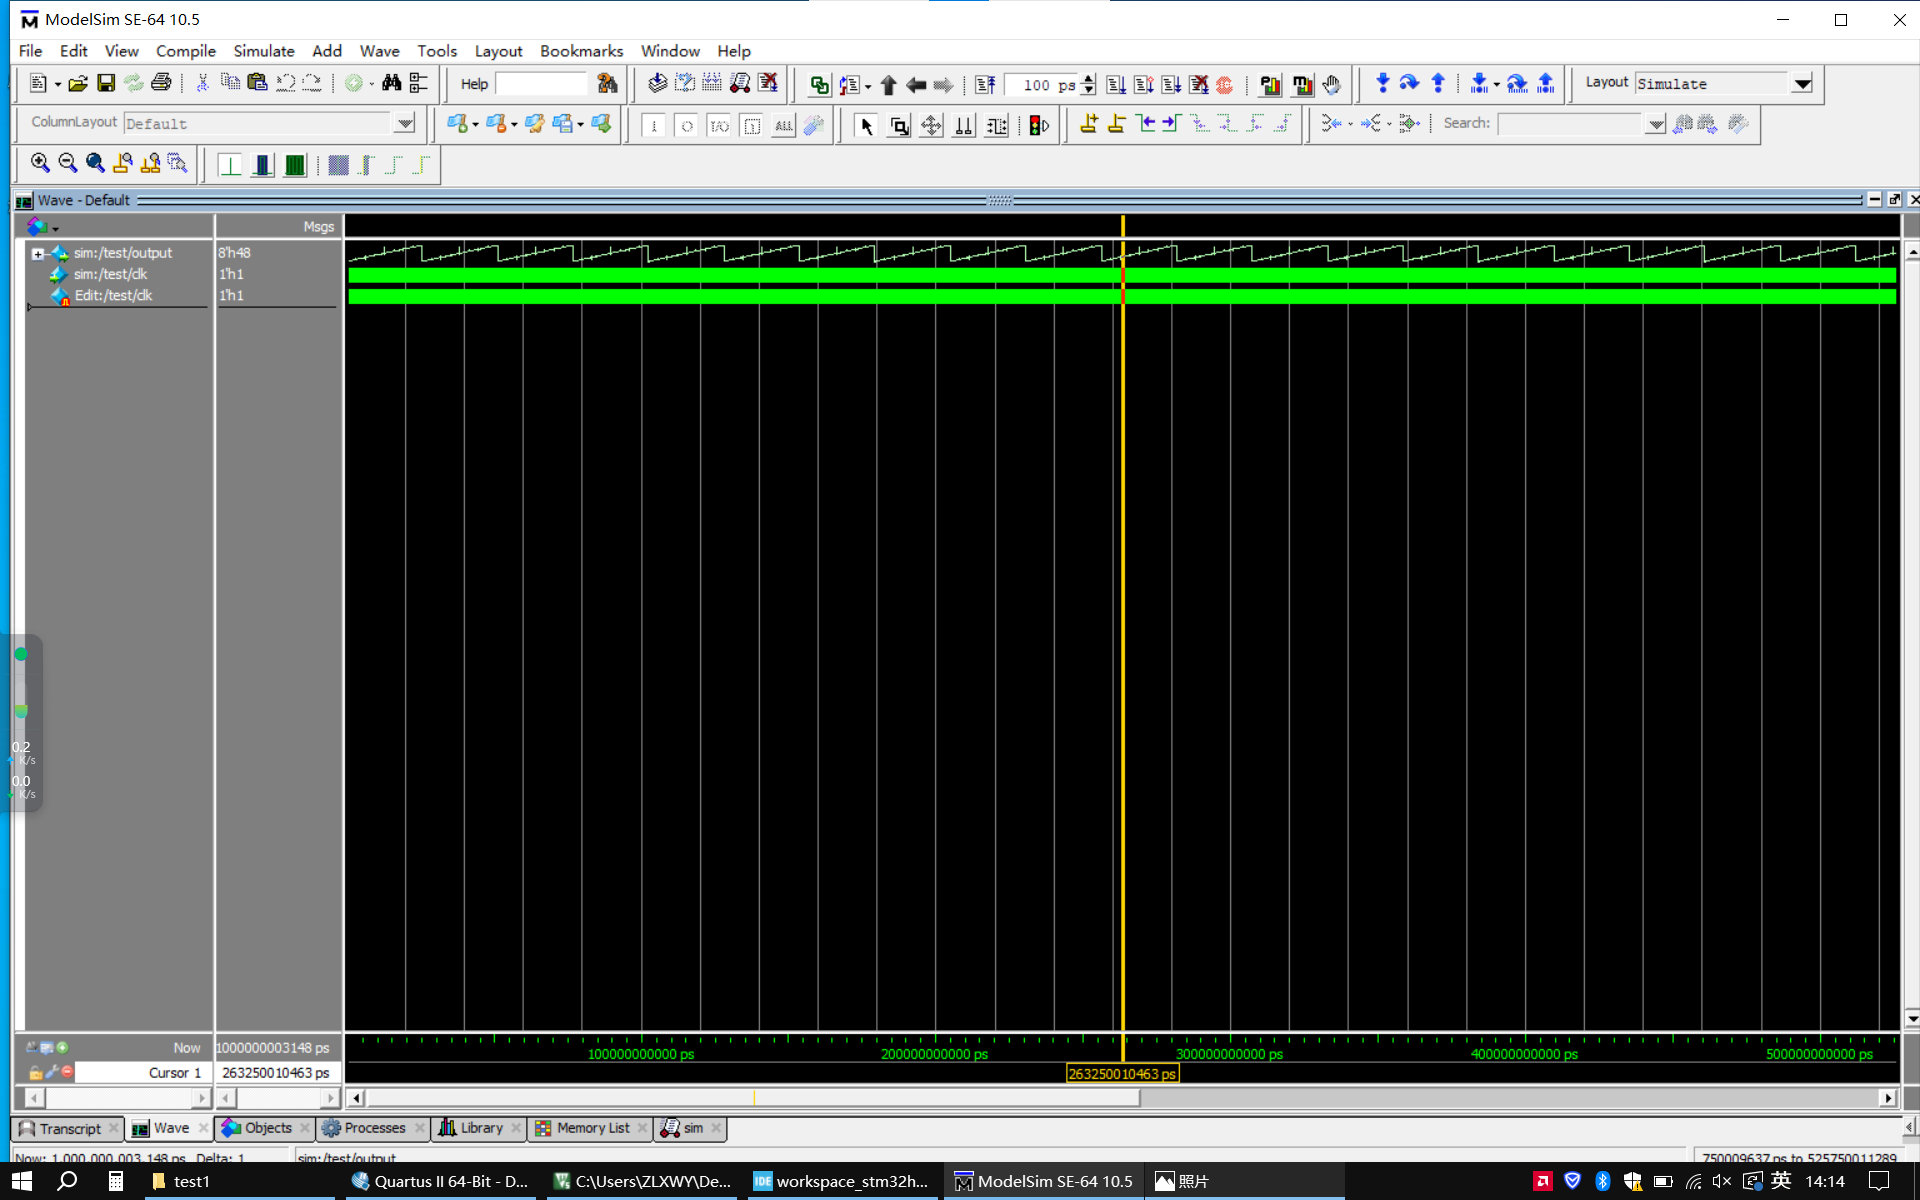 ModelSim SE-64 10.5
File Edit View Compile Simulate Add Wave Tools Layout Bookmarks Window Help
Help 100 ps Layout Simulate
ColumnLayout Default ALL Search:
Wave - Default
Msgs
sim:/test/output 8'h48
sim:/test/clk 1'h1
Edit:/test/clk 1'h1
0.2
K/s
0.0
K/s
Now 1000000003148 ps 100000000000 ps 200000000000 ps 300000000000 ps 400000000000 ps 500000000000 ps
Cursor 1 263250010463 ps 263250010463 ps
Transcript Wave Objects Processes Library Memory List sim
Now: 1,000,000,003,148 ps Delta: 1 sim:/test/output 750009637 ps to 525750011289
test1 Quartus II 64-Bit - D... C:\Users\ZLXWY\De... IDE workspace_stm32h... ModelSim SE-64 10.5 照片 英 14:14